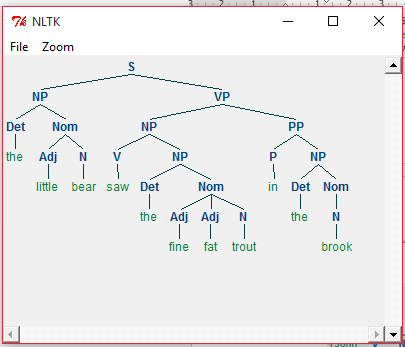 NLTK
File Zoom
S
NP VP
Det Nom NP PP
the Adj N V NP P NP
little bear saw Det Nom in Det Nom
the Adj Adj N the N
fine fat trout brook